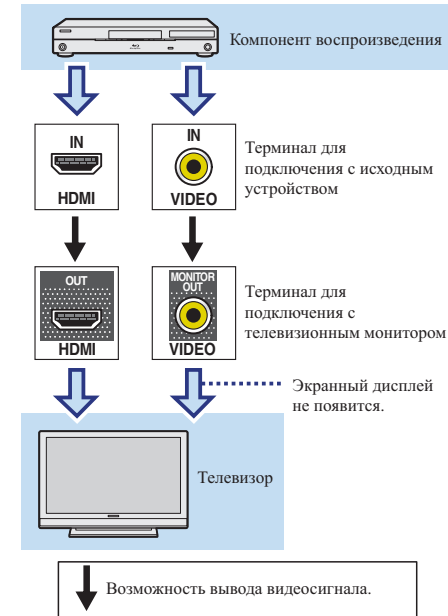 Компонент воспроизведения
IN
HDMI
IN
VIDEO
Терминал для
подключения с исходным
устройством
OUT
HDMI
MONITOR
OUT
VIDEO
Терминал для
подключения с
телевизионным монитором
Экранный дисплей
не появится.
Телевизор
Возможность вывода видеосигнала.